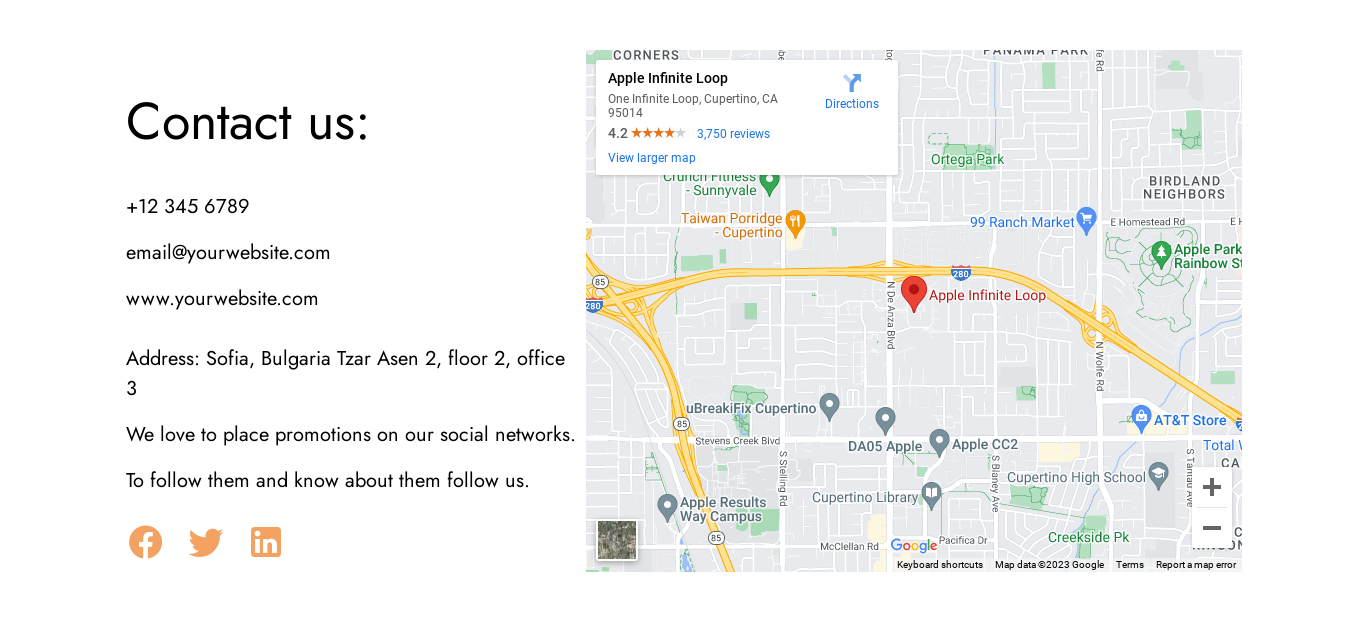 Contact us:
+12 345 6789
email@yourwebsite.com
www.yourwebsite.com
Address: Sofia, Bulgaria Tzar Asen 2, floor 2, office
3
We love to place promotions on our social networks.
To follow them and know about them follow us.
CORNERS
PANAMA PARK
Apple Infinite Loop
One Infinite Loop, Cupertino, CA
95014
Directions
4.2
3,750 reviews
View larger map
Crunch Fitness
- Sunnyvale
Ortega Park
BIRDLAND
NEIGHBORS
Taiwan Porridge
- Cupertino
99 Ranch Market
E Homestead Rd
Apple Park
Rainbow St
85
280
280
N De Anza Blvd
Apple Infinite Loop
N Wolfe Rd
uBreakiFix Cupertino
85
Stevens Creek Blvd
DA05 Apple
Apple CC2
AT&T Store
S Stelling Rd
S Blaney Ave
Cupertino High School
S Tantau Ave
Cupertino Library
Apple Results
Way Campus
85
McClellan Rd
Google
Pacifica Dr
Creekside Pk
Keyboard shortcuts
Map data ©2023 Google
Terms
Report a map error